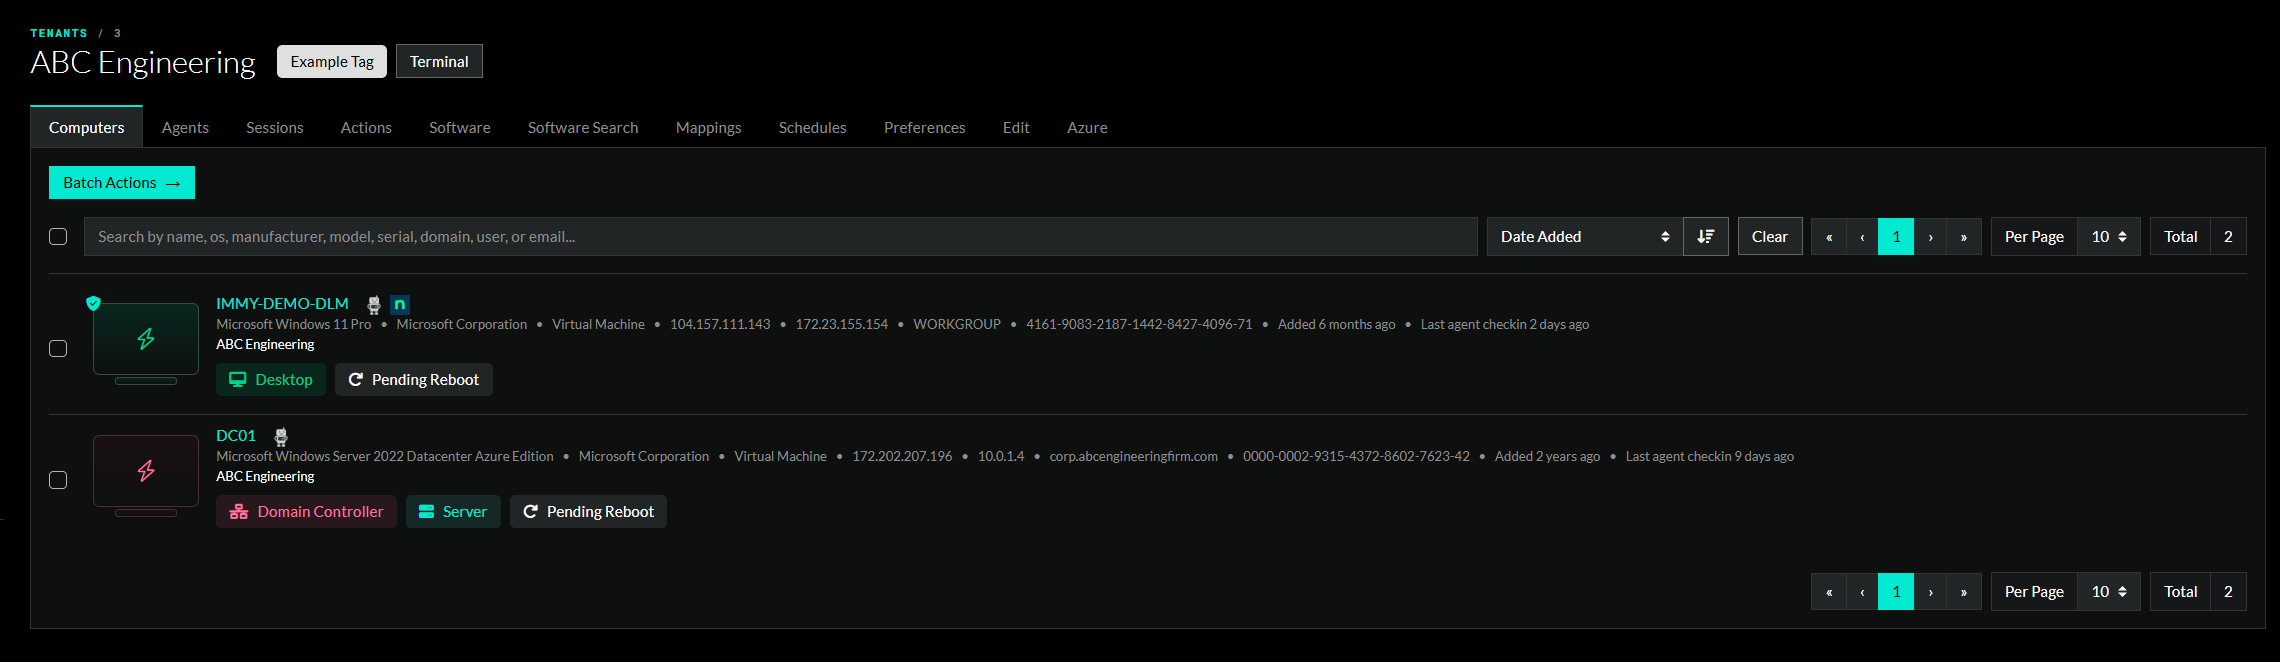 TENANTS / 3
ABC Engineering Example Tag Terminal
Computers Agents Sessions Actions Software Software Search Mappings Schedules Preferences Edit Azure
Batch Actions →
Search by name, os, manufacturer, model, serial, domain, user, or email... Date Added Clear « ‹ 1 › » Per Page 10 Total 2
IMMY-DEMO-DLM n
Microsoft Windows 11 Pro • Microsoft Corporation • Virtual Machine • 104.157.111.143 • 172.23.155.154 • WORKGROUP • 4161-9083-2187-1442-8427-4096-71 • Added 6 months ago • Last agent checkin 2 days ago
ABC Engineering
Desktop Pending Reboot
DC01
Microsoft Windows Server 2022 Datacenter Azure Edition • Microsoft Corporation • Virtual Machine • 172.202.207.196 • 10.0.1.4 • corp.abcengineeringfirm.com • 0000-0002-9315-4372-8602-7623-42 • Added 2 years ago • Last agent checkin 9 days ago
ABC Engineering
Domain Controller Server Pending Reboot
« ‹ 1 › » Per Page 10 Total 2